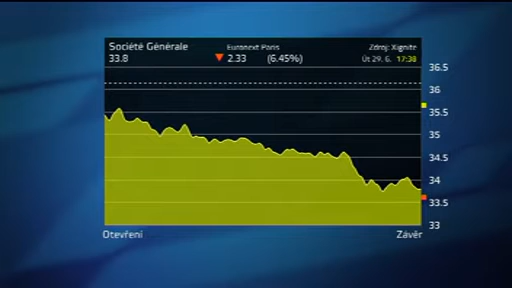 Société Générale Euronext Paris Zdroj: Xignite
33.8 2.33 (6.45%) Út 29. 6. 17:38
36.5
36
35.5
35
34.5
34
33.5
33
Otevření Závěr